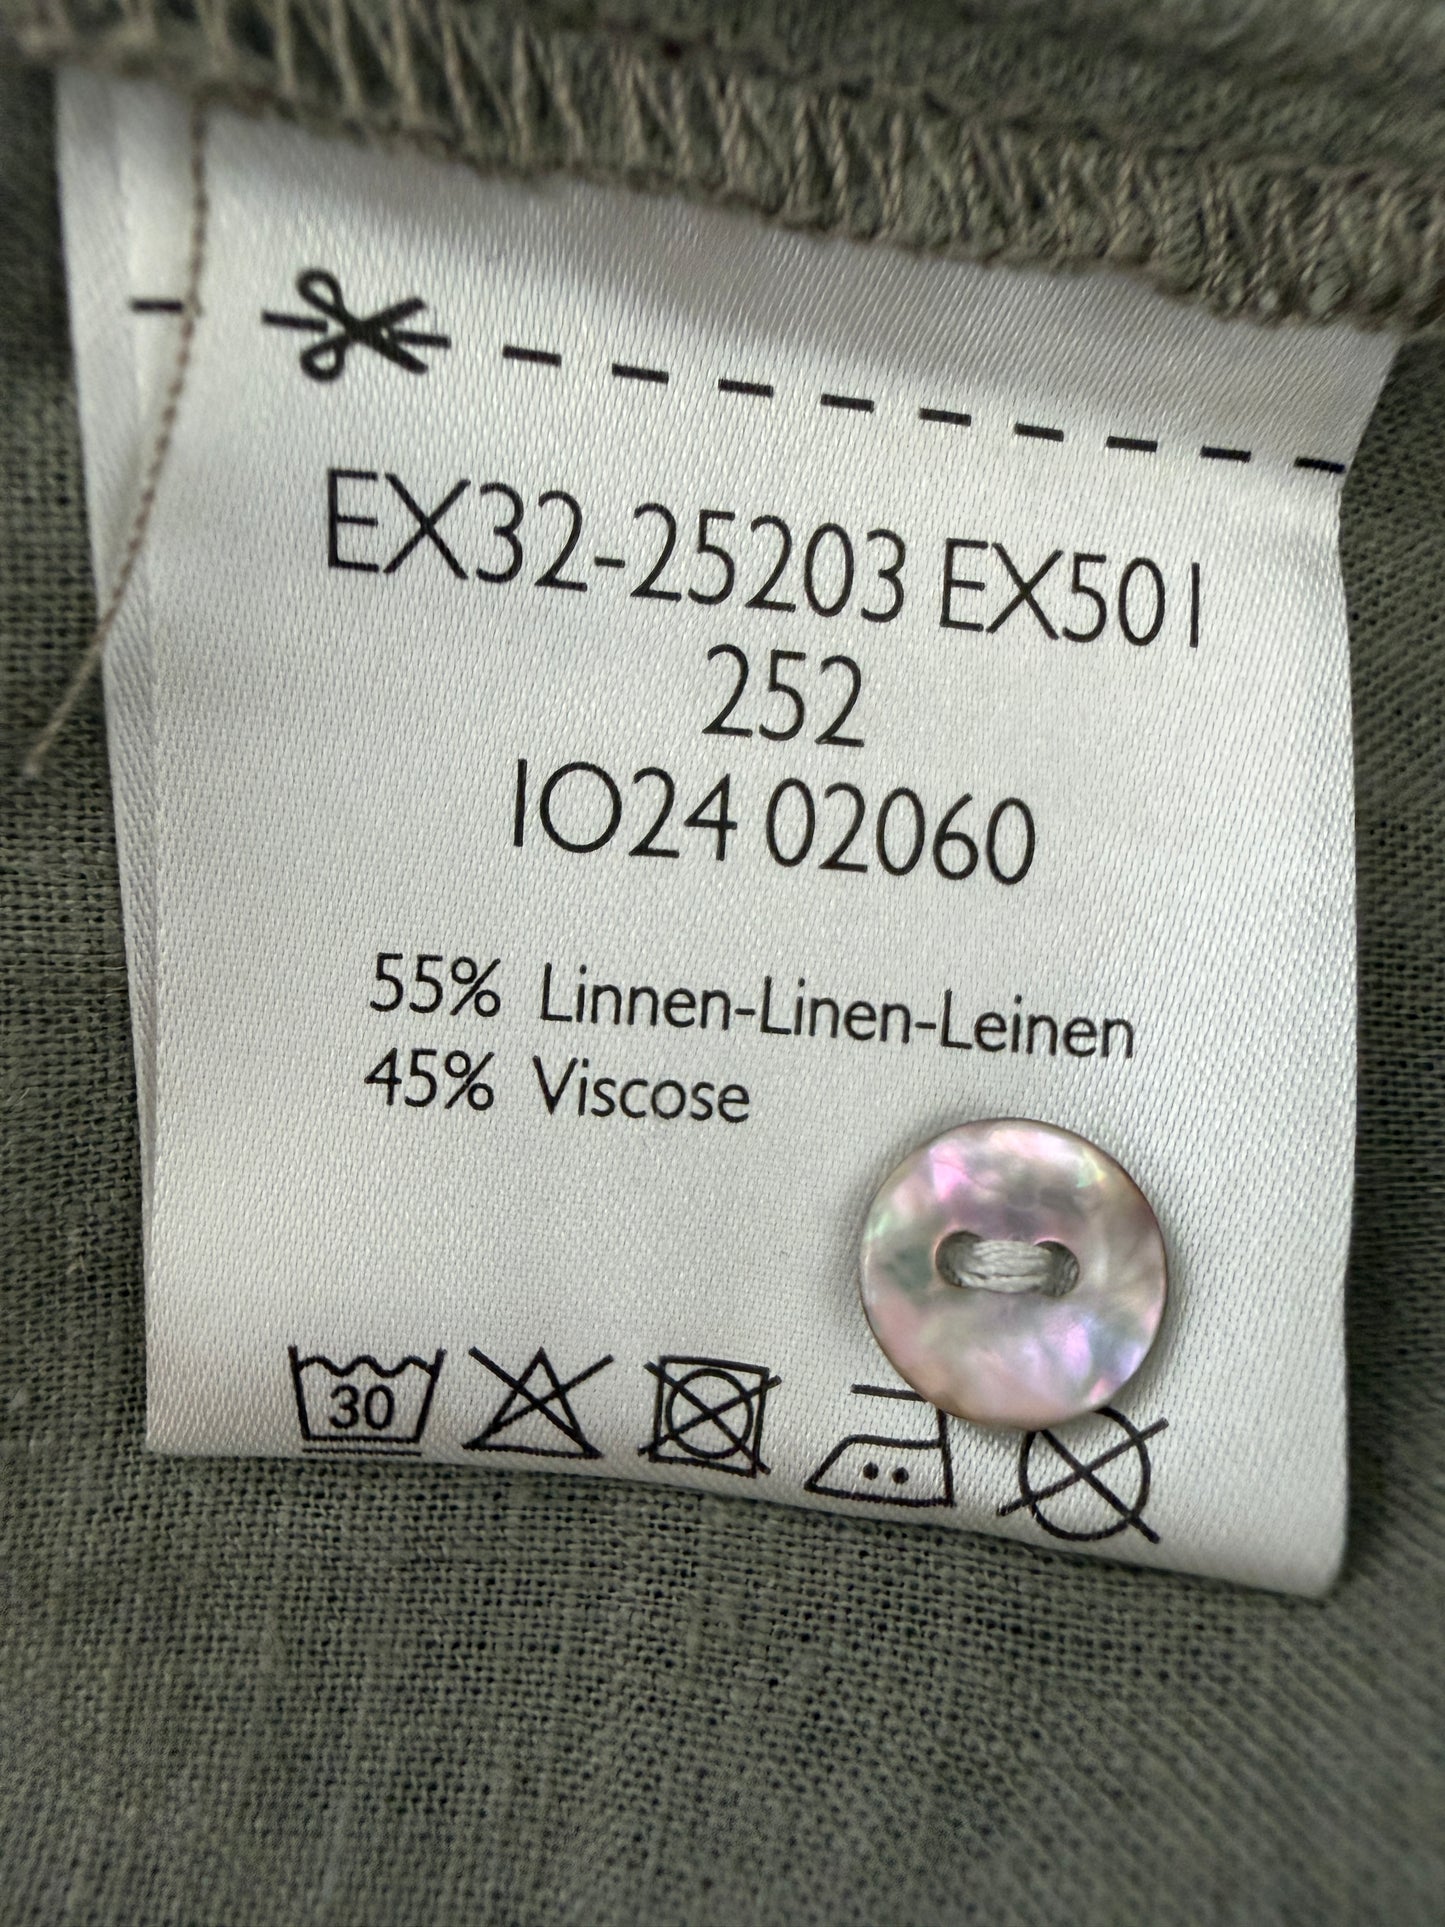 EX32-25203 EX501
252
IO24 02060
55% Linnen-Linen-Leinen
45% Viscose
30